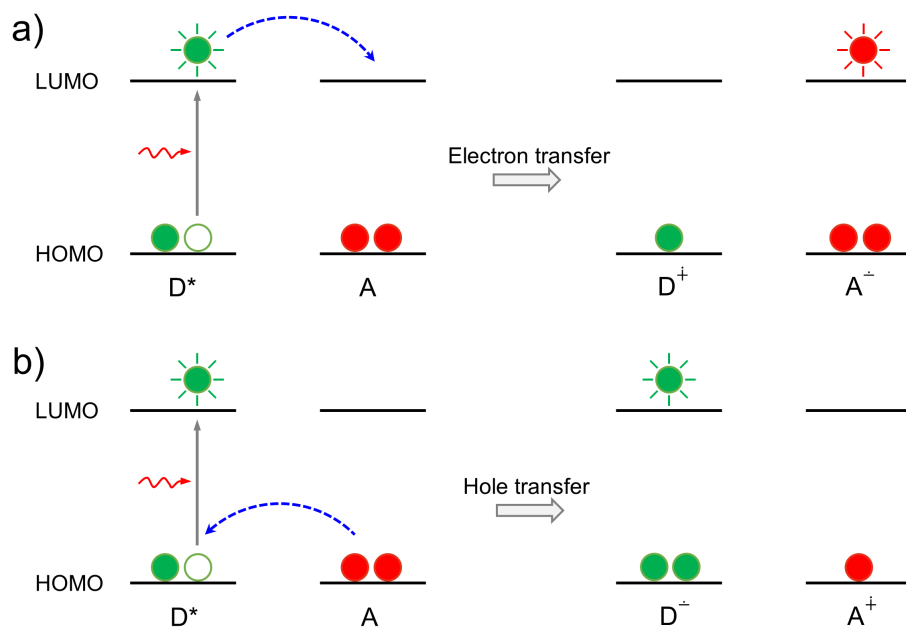 a)
LUMO
Electron transfer
HOMO
D* A D⨥ A∸
b)
LUMO
Hole transfer
HOMO
D* A D∸ A⨥